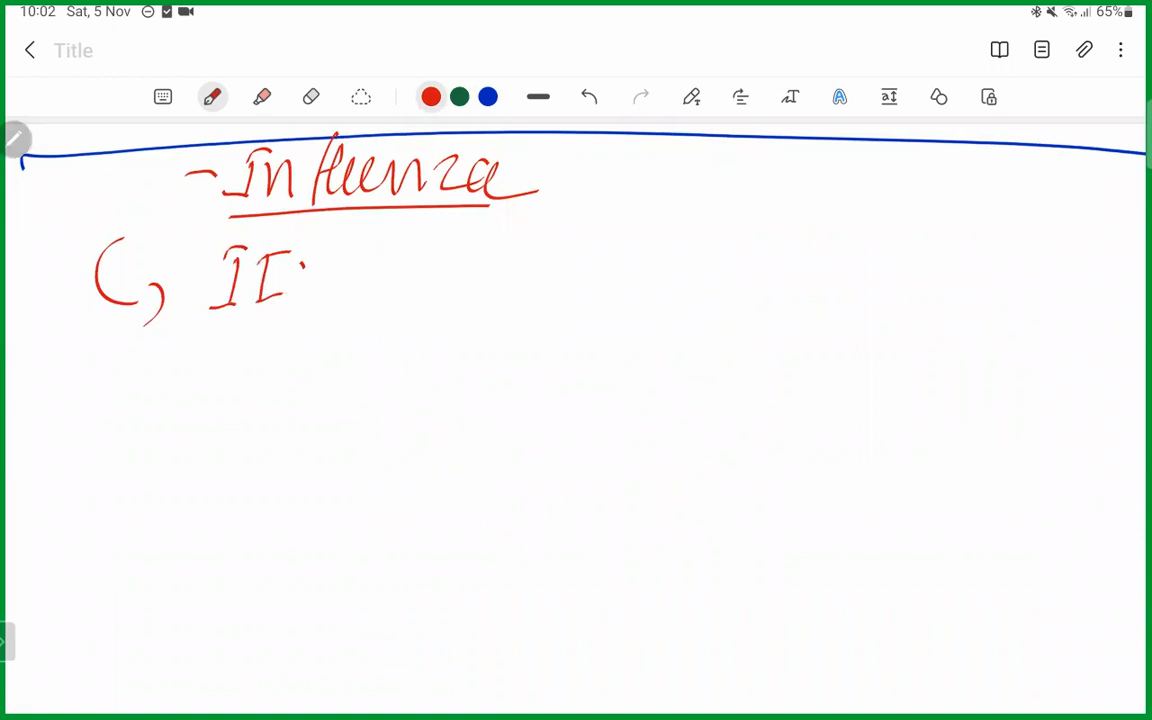 10:02 Sat, 5 Nov 65%
Title
- Influenza
C, II